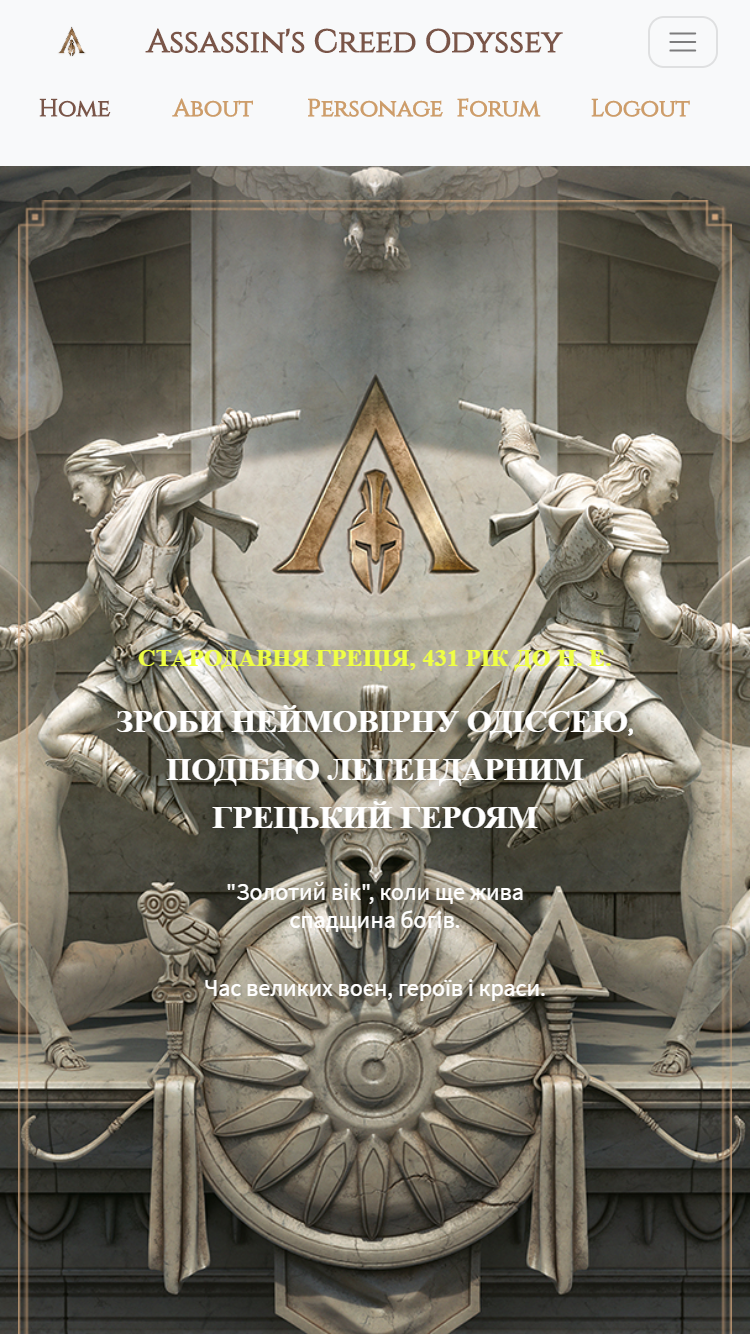 Assassin's Creed Odyssey
Home About Personage Forum Logout
СТАРОДАВНЯ ГРЕЦІЯ, 431 РІК ДО Н. Е.
ЗРОБИ НЕЙМОВІРНУ ОДІССЕЮ,
ПОДІБНО ЛЕГЕНДАРНИМ
ГРЕЦЬКИЙ ГЕРОЯМ
"Золотий вік", коли ще жива
спадщина богів.
Час великих воєн, героїв і краси.